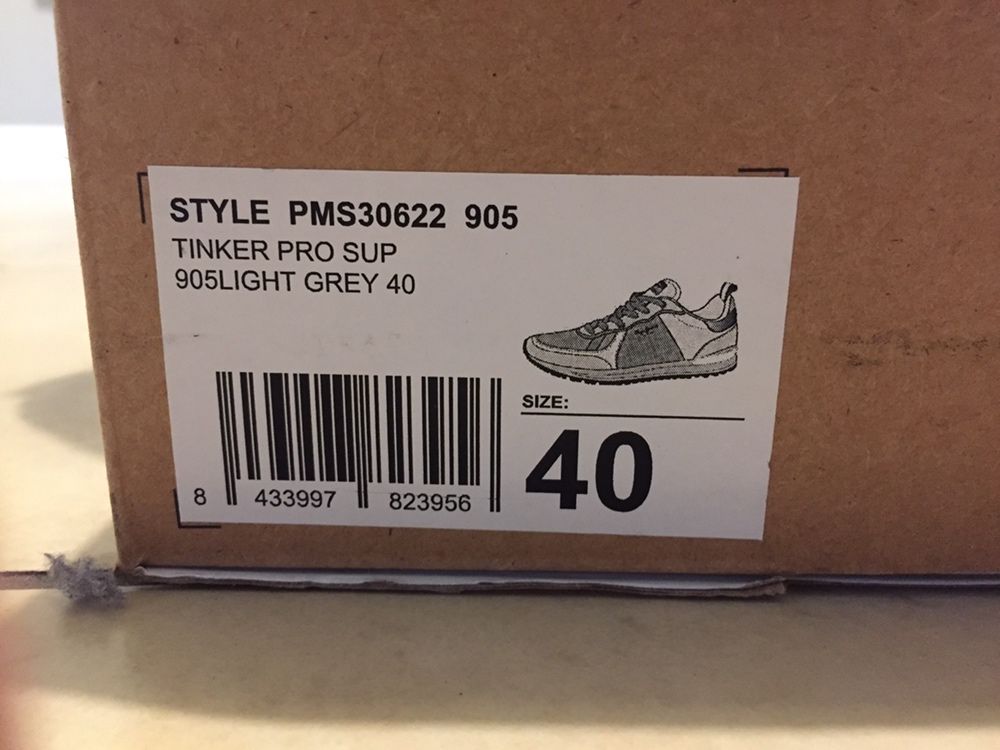 STYLE PMS30622 905
TINKER PRO SUP
905LIGHT GREY 40
SIZE:
40
8 433997 823956